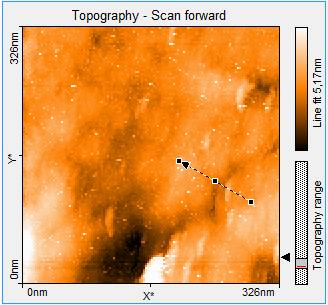 Topography - Scan forward
326nm
Y*
0nm
0nm
X*
326nm
Line fit 5,17nm
Topography range